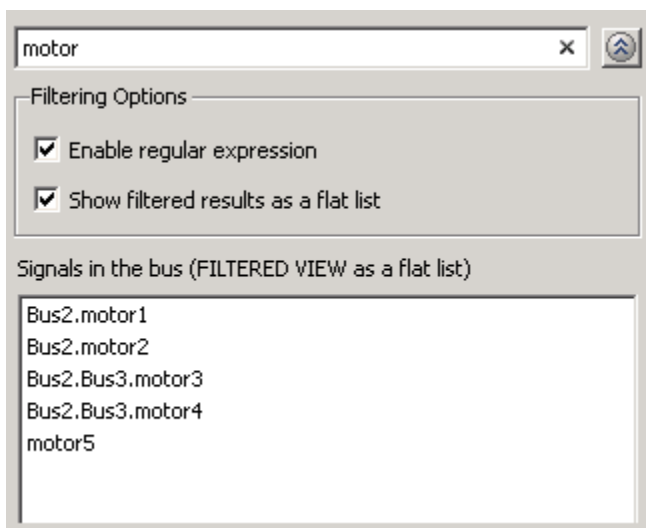 motor
Filtering Options
Enable regular expression
Show filtered results as a flat list
Signals in the bus (FILTERED VIEW as a flat list)
Bus2.motor1
Bus2.motor2
Bus2.Bus3.motor3
Bus2.Bus3.motor4
motor5